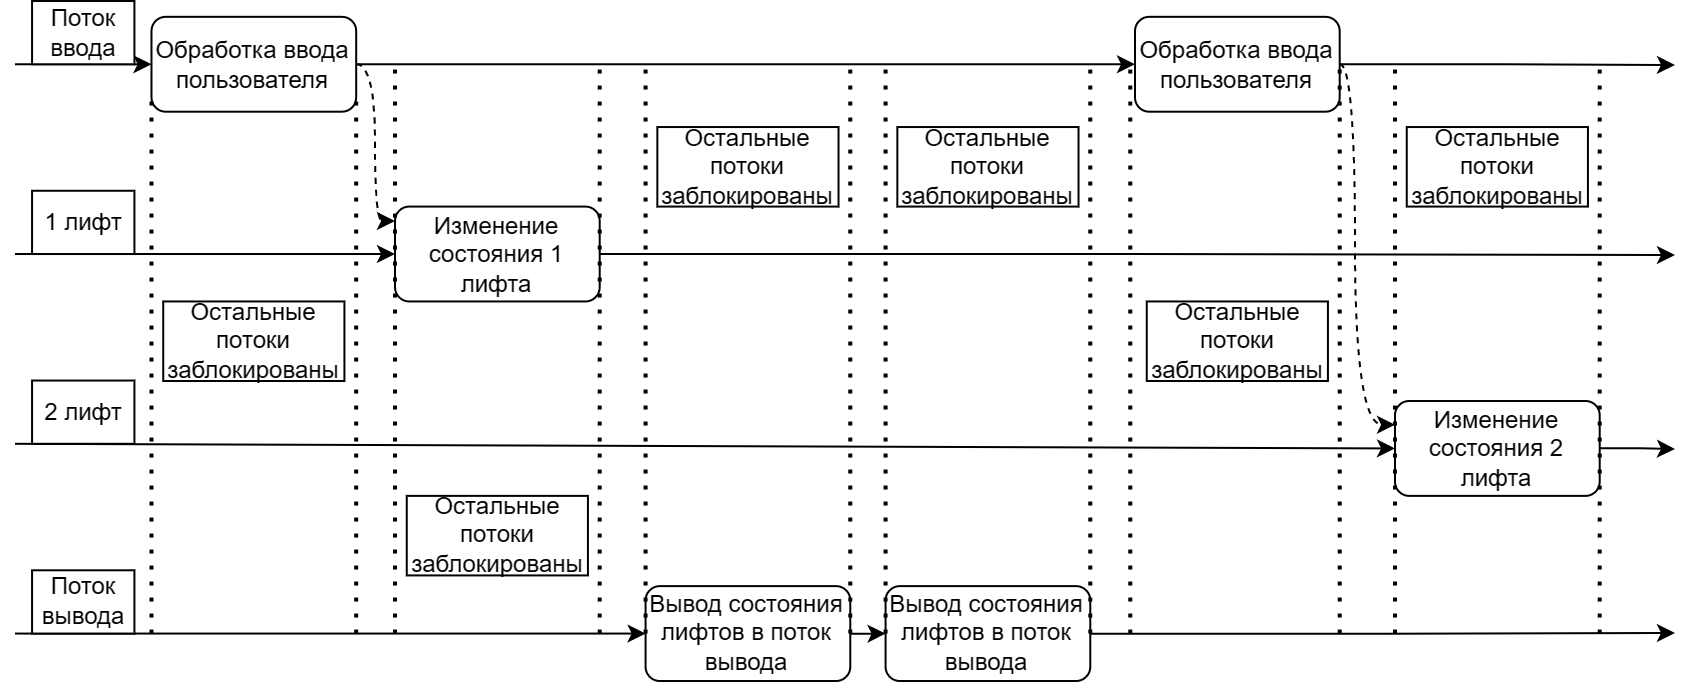 Поток
ввода
Обработка ввода
пользователя
Обработка ввода
пользователя
Остальные
потоки
заблокированы
Остальные
потоки
заблокированы
Остальные
потоки
заблокированы
1 лифт
Изменение
состояния 1
лифта
Остальные
потоки
заблокированы
Остальные
потоки
заблокированы
2 лифт
Изменение
состояния 2
лифта
Остальные
потоки
заблокированы
Поток
вывода
Вывод состояния
лифтов в поток
вывода
Вывод состояния
лифтов в поток
вывода